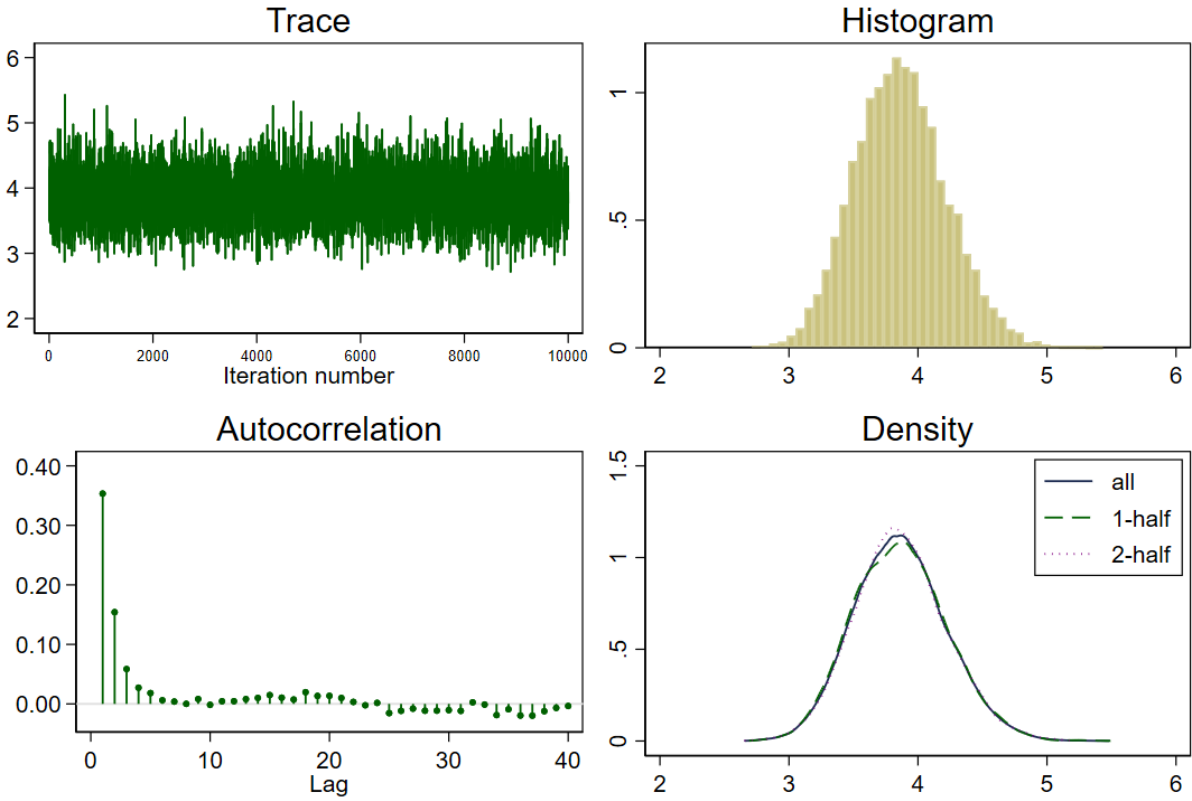 Trace
6
5
4
3
2
0 2000 4000 6000 8000 10000
Iteration number
Histogram
1
.5
0
2 3 4 5 6
Autocorrelation
0.40
0.30
0.20
0.10
0.00
0 10 20 30 40
Lag
Density
1.5
1
.5
0
all
1-half
2-half
2 3 4 5 6